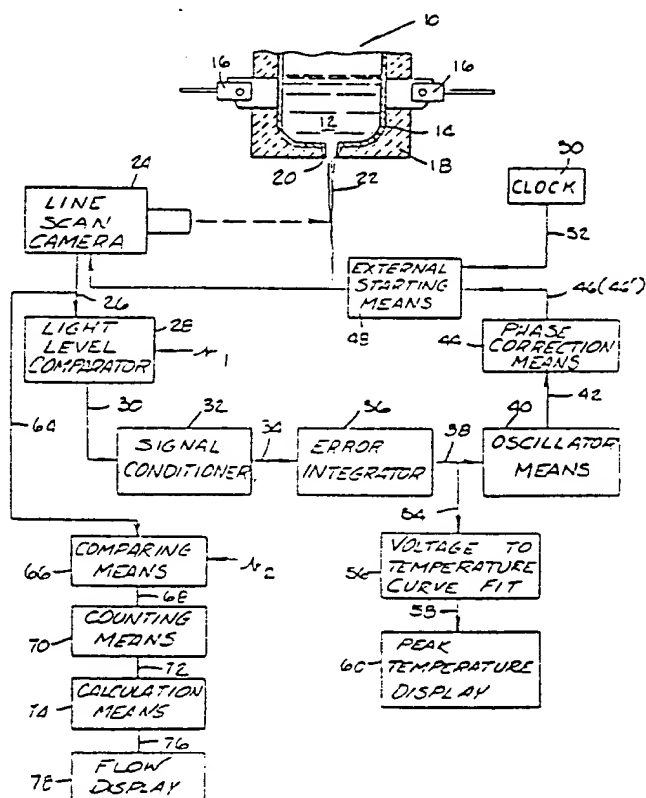 10
16
16
12
14
18
20
22
24
LINE
SCAN
CAMERA
50
CLOCK
52
EXTERNAL
STARTING
MEANS
48
46(46')
26
28
LIGHT
LEVEL
COMPARATOR
1
44
PHASE
CORRECTION
MEANS
42
64
30
32
SIGNAL
CONDITIONER
34
36
ERROR
INTEGRATOR
38
40
OSCILLATOR
MEANS
54
COMPARING
MEANS
66
2
68
56
VOLTAGE TO
TEMPERATURE
CURVE FIT
58
COUNTING
MEANS
70
72
60
PEAK
TEMPERATURE
DISPLAY
CALCULATION
MEANS
74
76
FLOW
DISPLAY
78